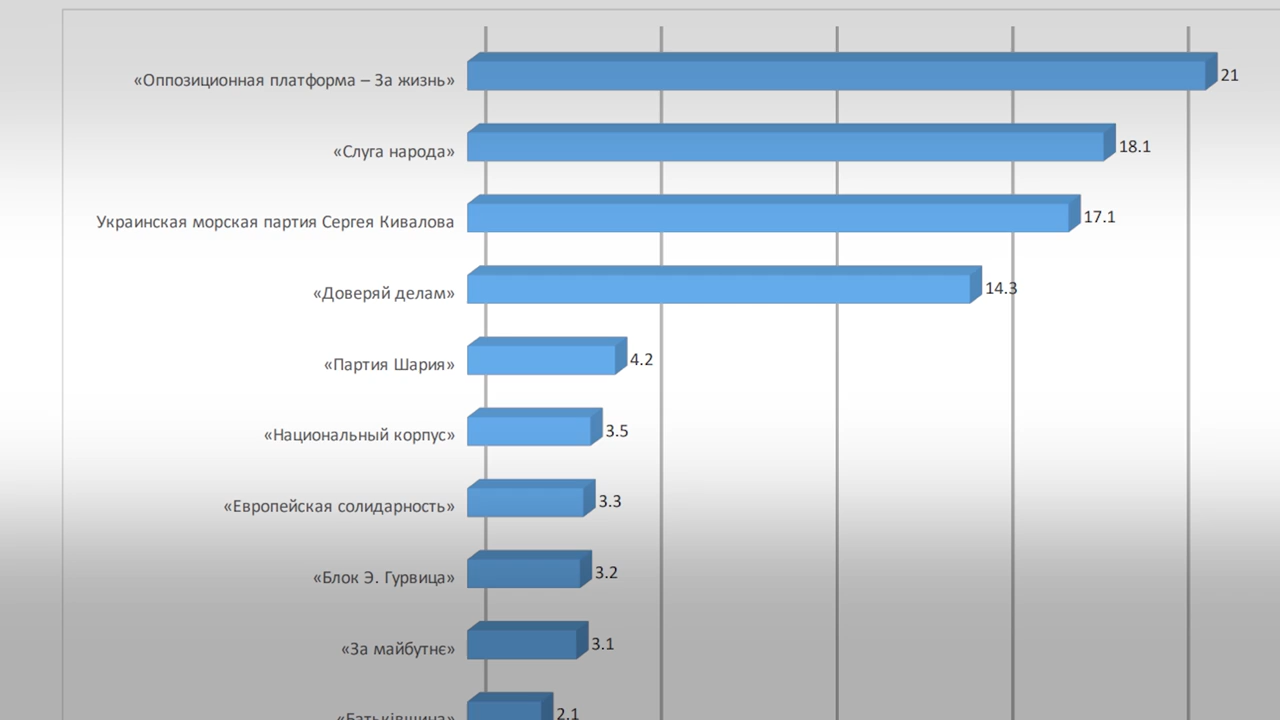 «Оппозиционная платформа – За жизнь» 21
«Слуга народа» 18.1
Украинская морская партия Сергея Кивалова 17.1
«Доверяй делам» 14.3
«Партия Шария» 4.2
«Национальный корпус» 3.5
«Европейская солидарность» 3.3
«Блок Э. Гурвица» 3.2
«За майбутнє» 3.1
«Батьківщина» 2.1